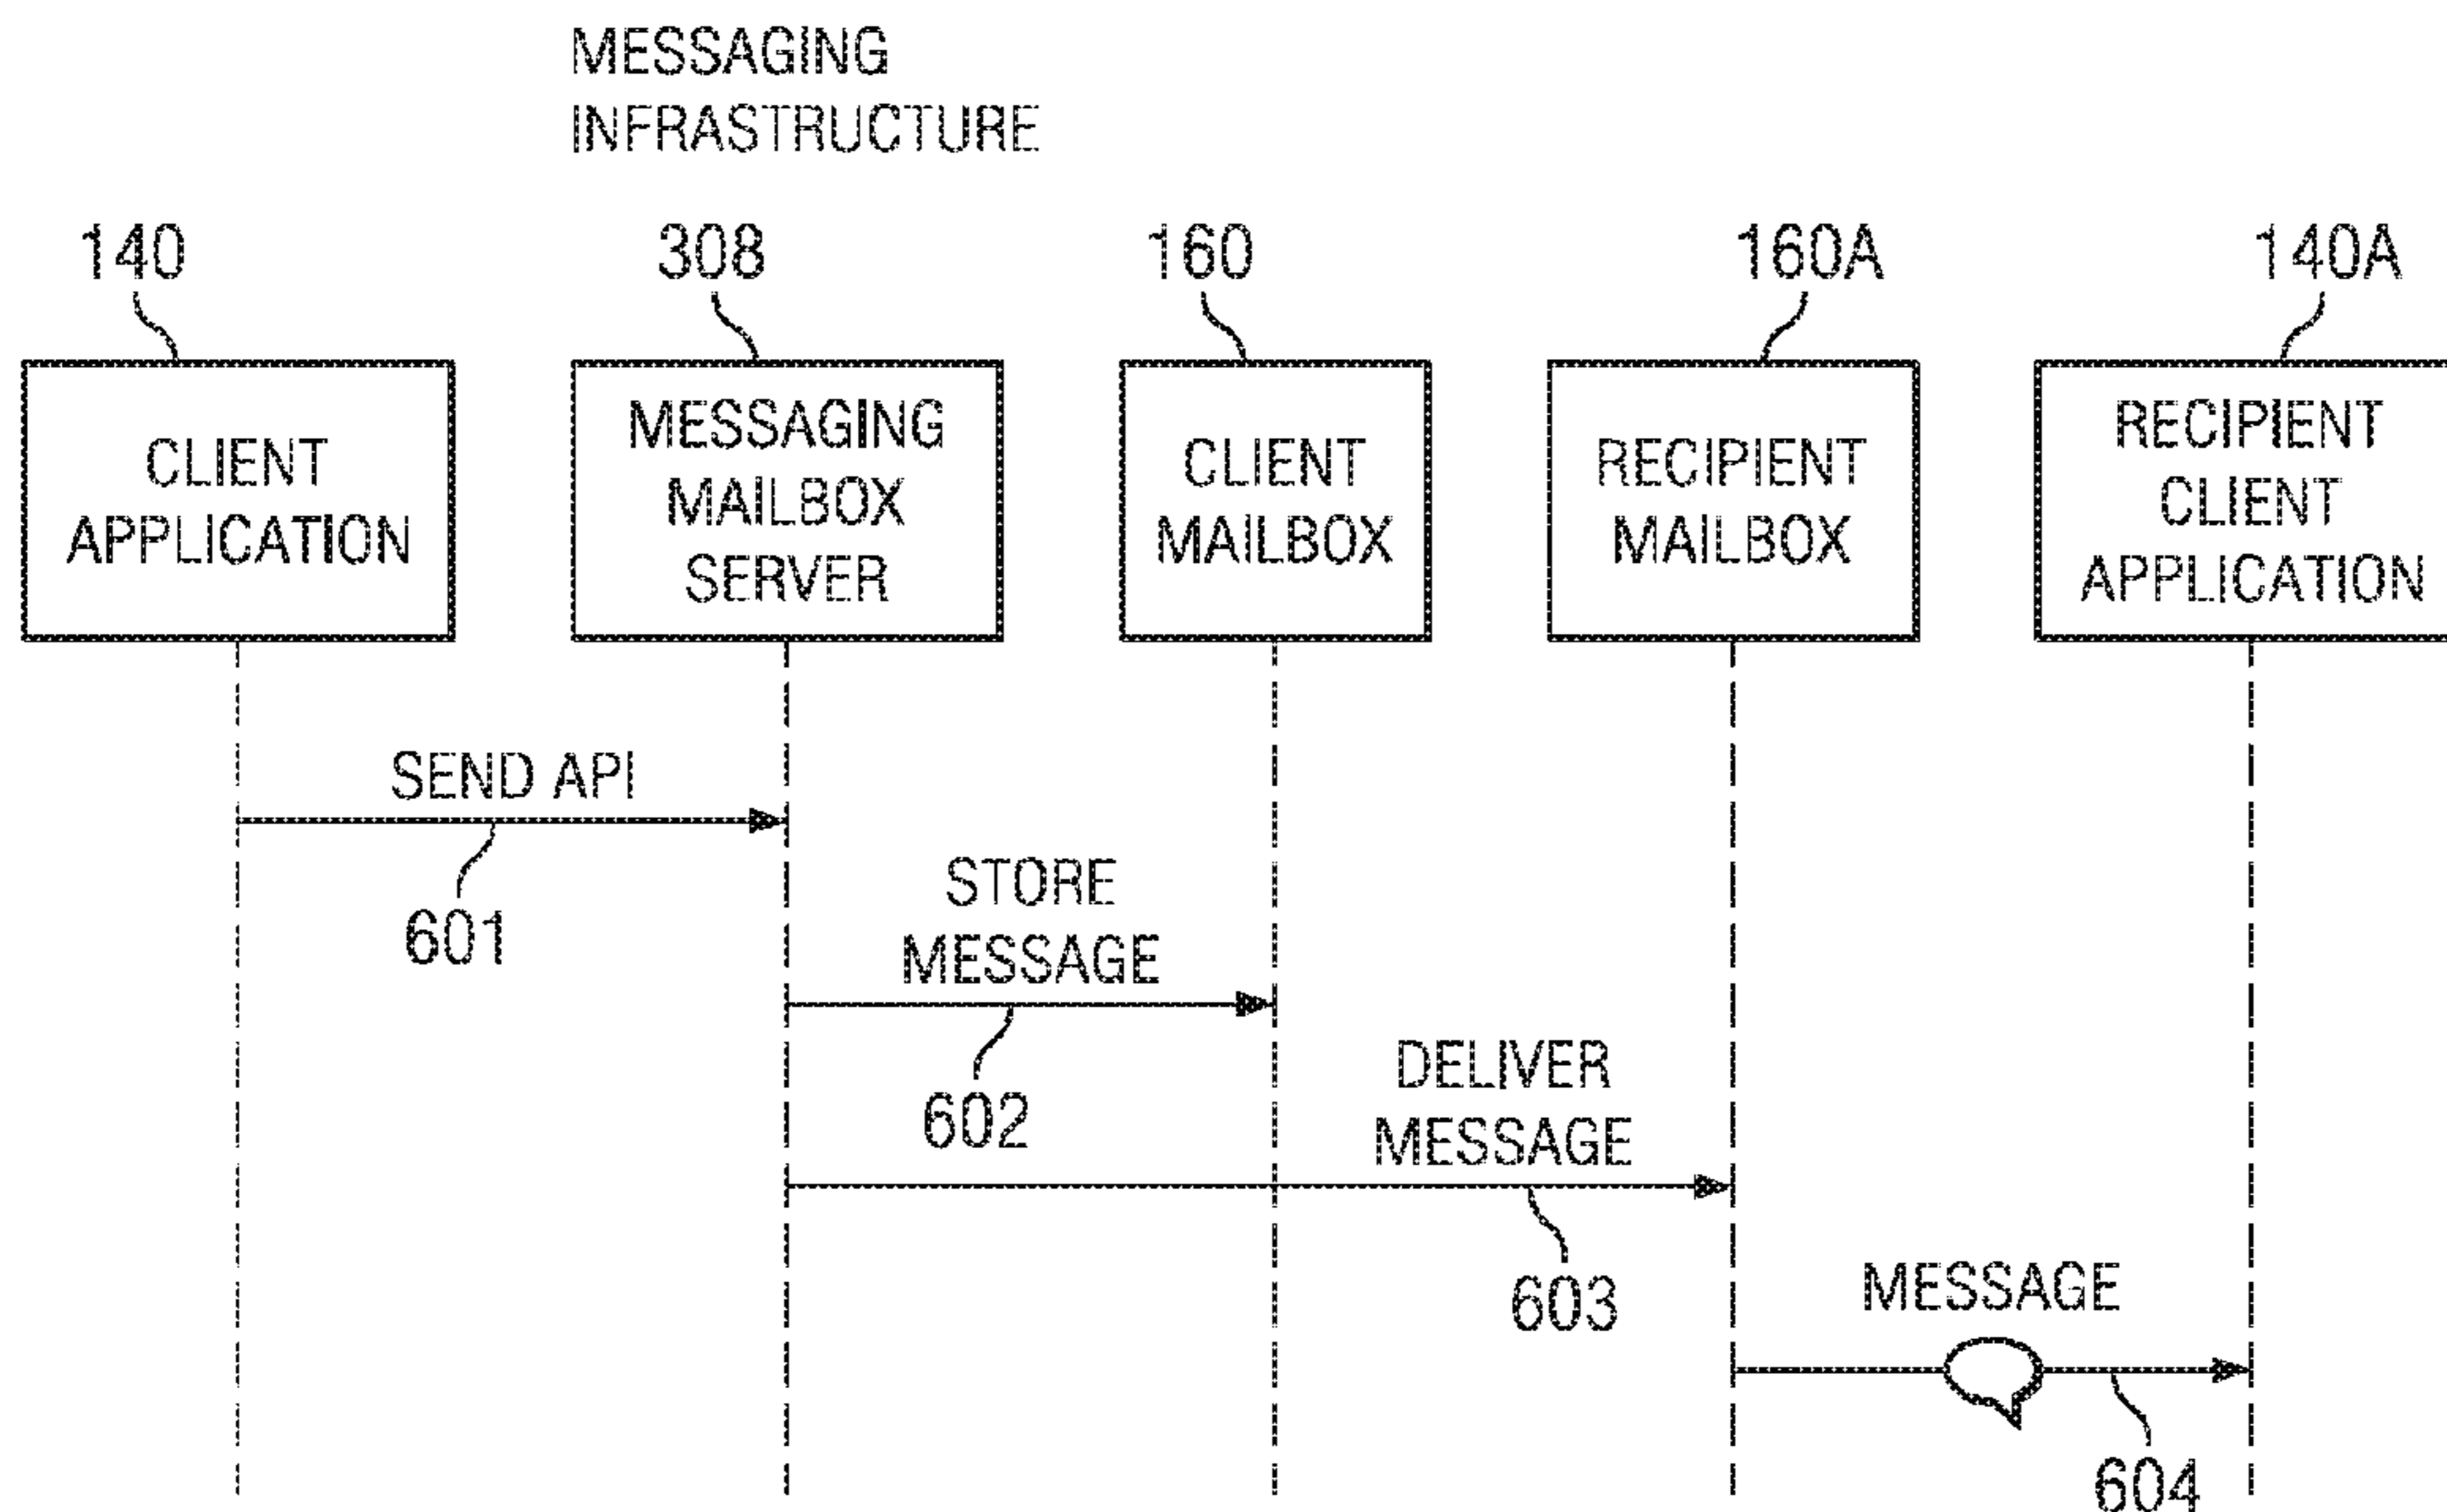 MESSAGING
INFRASTRUCTURE
140
308
160
160A
140A
CLIENT
APPLICATION
MESSAGING
MAILBOX
SERVER
CLIENT
MAILBOX
RECIPIENT
MAILBOX
RECIPIENT
CLIENT
APPLICATION
SEND API
601
STORE
MESSAGE
602
DELIVER
MESSAGE
603
MESSAGE
604